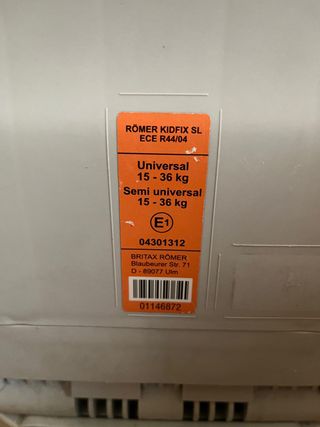 RÖMER KIDFIX SL
ECE R44/04
Universal
15 - 36 kg
Semi universal
15 - 36 kg
E1
04301312
BRITAX RÖMER
Blaubeurer Str. 71
D - 89077 Ulm
01146872